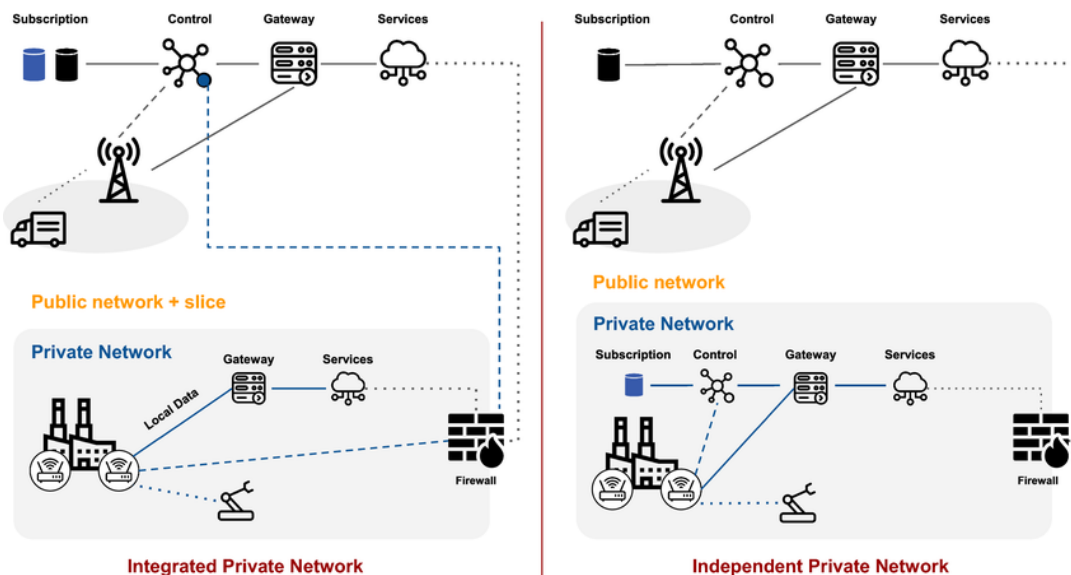 Subscription
Control
Gateway
Services
Public network + slice
Private Network
Gateway
Services
Local Data
Firewall
Integrated Private Network
Subscription
Control
Gateway
Services
Public network
Private Network
Subscription
Control
Gateway
Services
Firewall
Independent Private Network